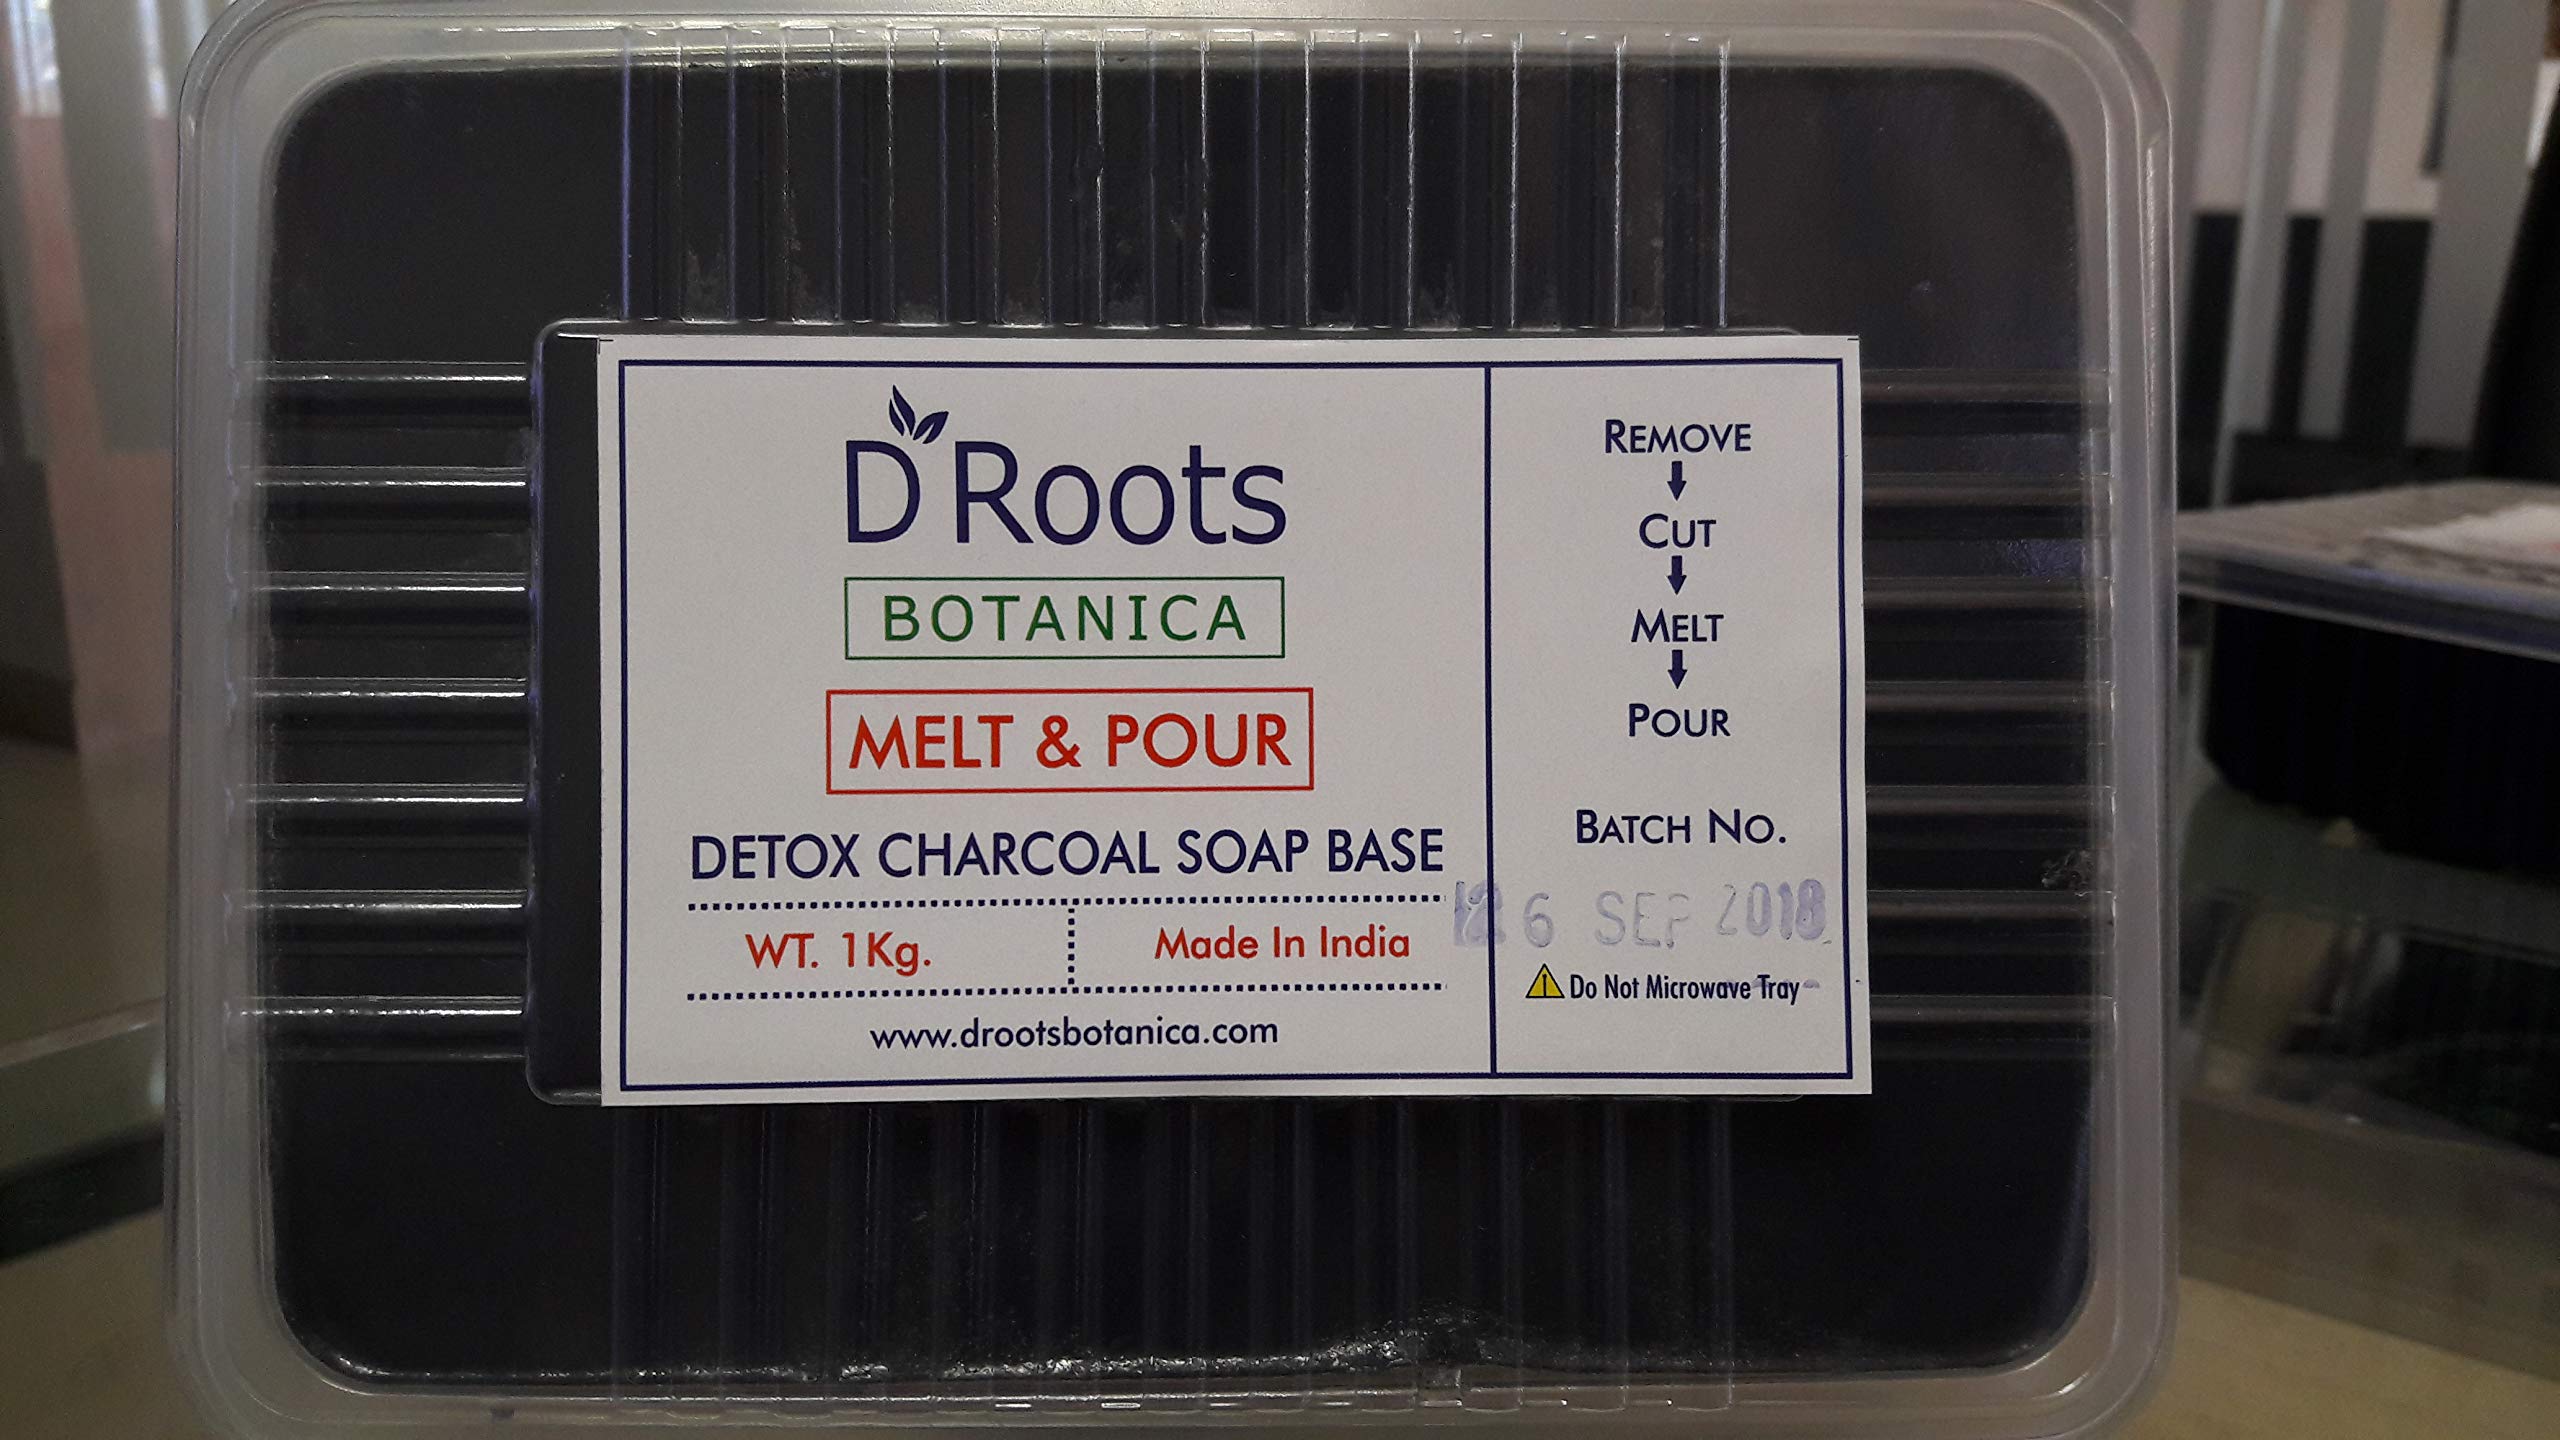 D'Roots
BOTANICA
MELT & POUR
DETOX CHARCOAL SOAP BASE
WT. 1Kg.
Made In India
www.drootsbotanica.com
REMOVE
CUT
MELT
POUR
BATCH NO.
6 SEP 2018
Do Not Microwave Tray